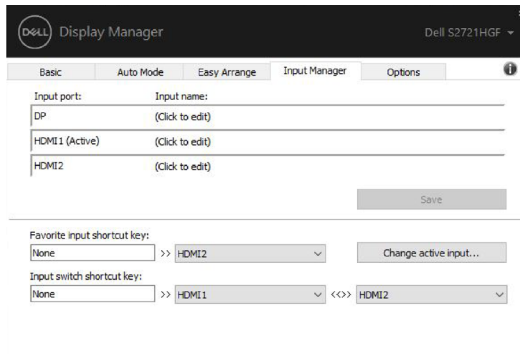 DELL Display Manager Dell S2721HGF
Basic Auto Mode Easy Arrange Input Manager Options
Input port: Input name:
DP (Click to edit)
HDMI1 (Active) (Click to edit)
HDMI2 (Click to edit)
Save
Favorite input shortcut key:
None >> HDMI2 Change active input...
Input switch shortcut key:
None >> HDMI1 <<>> HDMI2